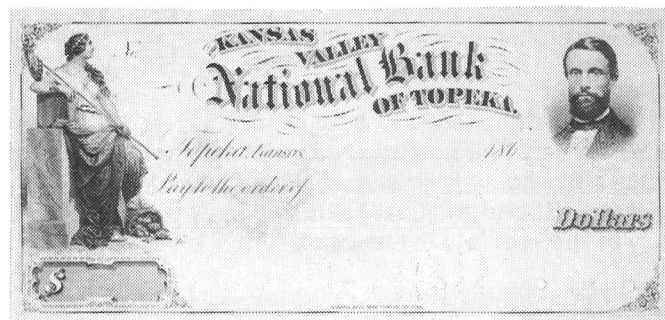 No
KANSAS
VALLEY
National Bank
OF TOPEKA.
Topeka, Kansas, 186
Pay to the order of
Dollars
$